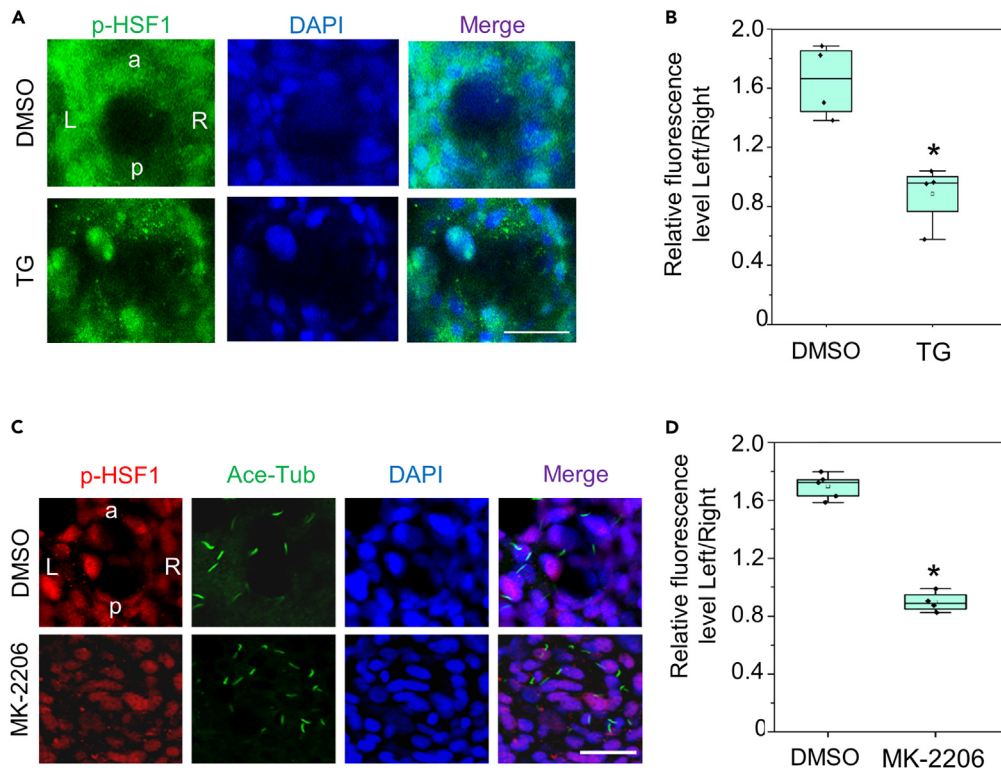 A
p-HSF1 DAPI Merge
DMSO
a
L R
p
TG
B
Relative fluorescence
level Left/Right
2.0
1.6
1.2
0.8
0.4
0
*
DMSO TG
C
p-HSF1 Ace-Tub DAPI Merge
DMSO
a
L R
p
MK-2206
D
Relative fluorescence
level Left/Right
2.0
1.6
1.2
0.8
0.4
0
*
DMSO MK-2206